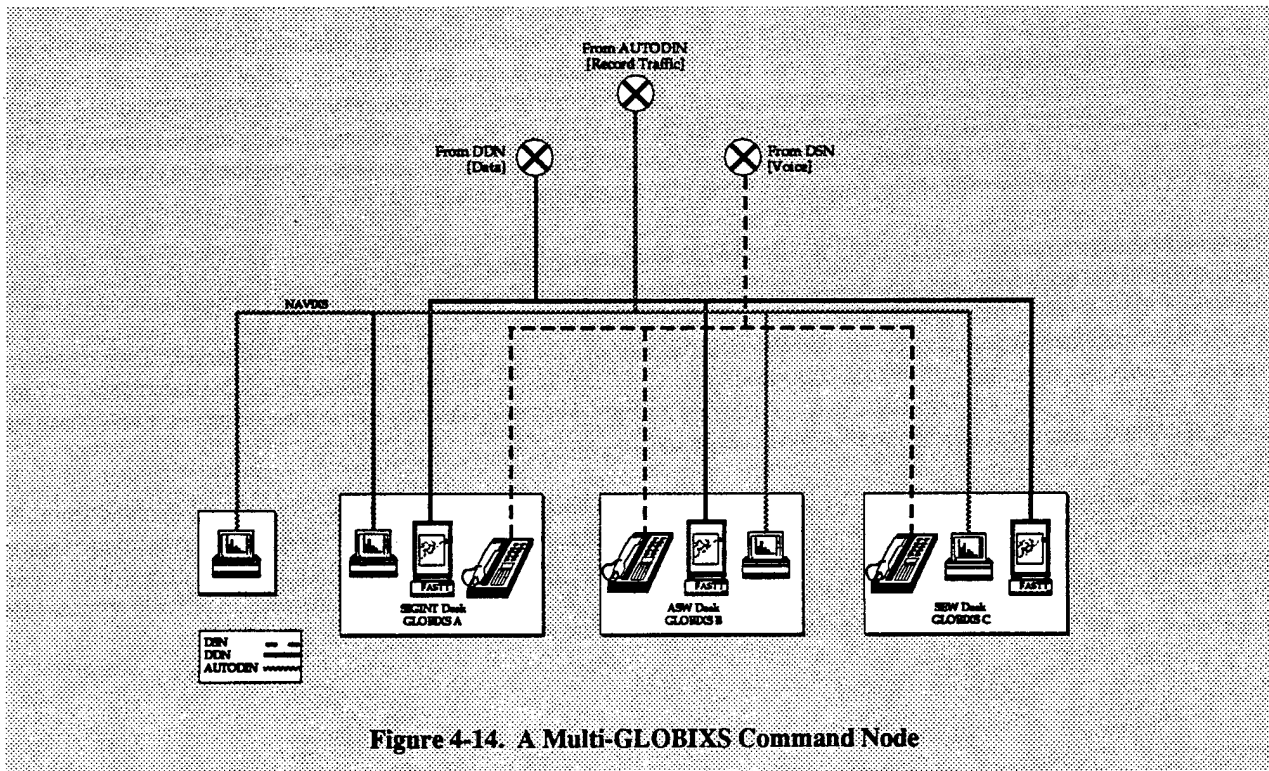 From AUTODIN
[Record Traffic]
From DDN
[Data]
From DSN
[Voice]
NAVIXS
FAST
FAST
FAST
SIGINT Desk
GLOBIXS A
ASW Desk
GLOBIXS B
SEW Desk
GLOBIXS C
DSN
DDN
AUTODIN
Figure 4-14. A Multi-GLOBIXS Command Node